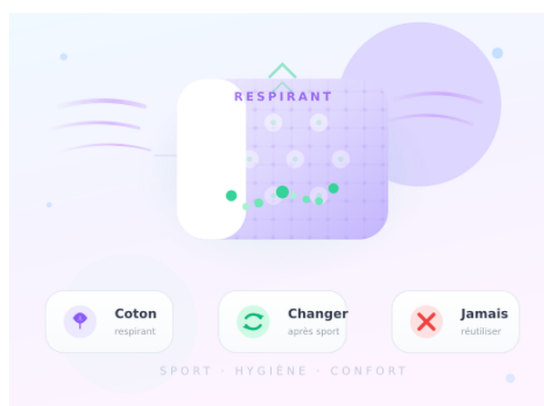 RESPIRANT
Coton
respirant
Changer
après sport
Jamais
réutiliser
SPORT · HYGIÈNE · CONFORT